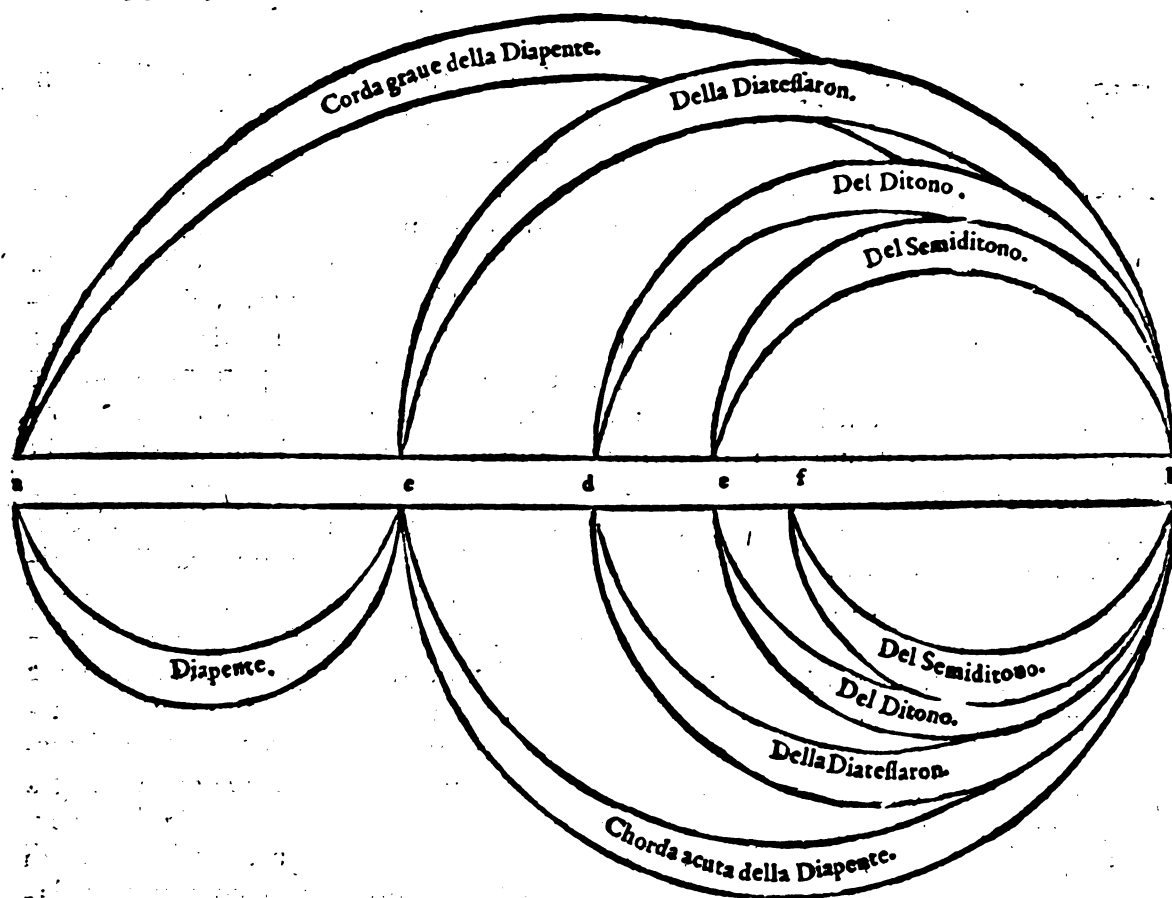 Corda graue della Diapente.
Della Diateſſaron.
Del Ditono.
Del Semiditono.
a c d e f
Diapente.
Del Semiditono.
Del Ditono.
Della Diateſſaron.
Chorda acuta della Diapente.